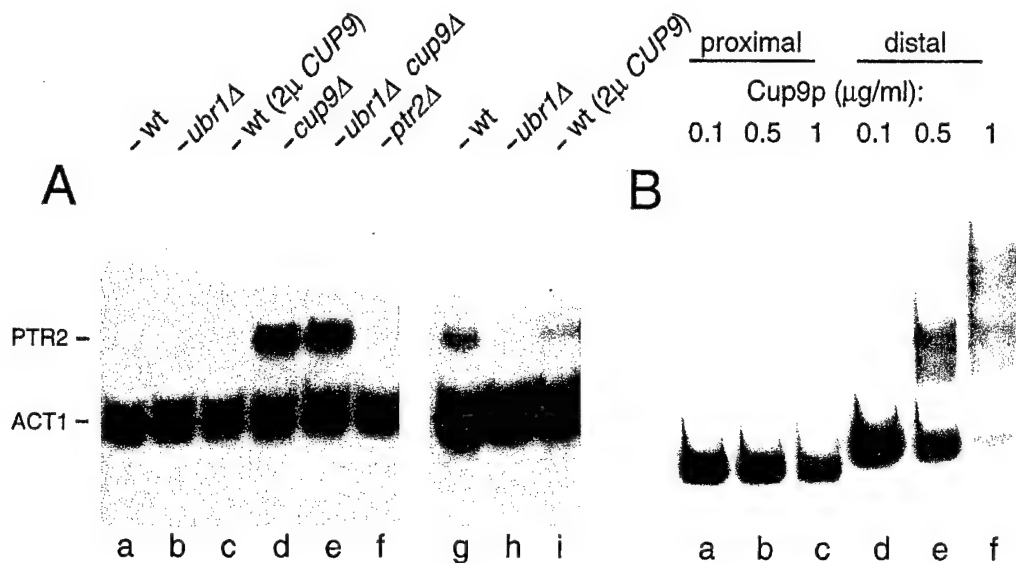 - wt
- ubr1Δ
- wt (2μ CUP9)
- cup9Δ
- ubr1Δ cup9Δ
- ptr2Δ
- wt
- ubr1Δ
- wt (2μ CUP9)
proximal distal
Cup9p (μg/ml):
0.1 0.5 1 0.1 0.5 1
A B
PTR2 -
ACT1 -
a b c d e f g h i a b c d e f